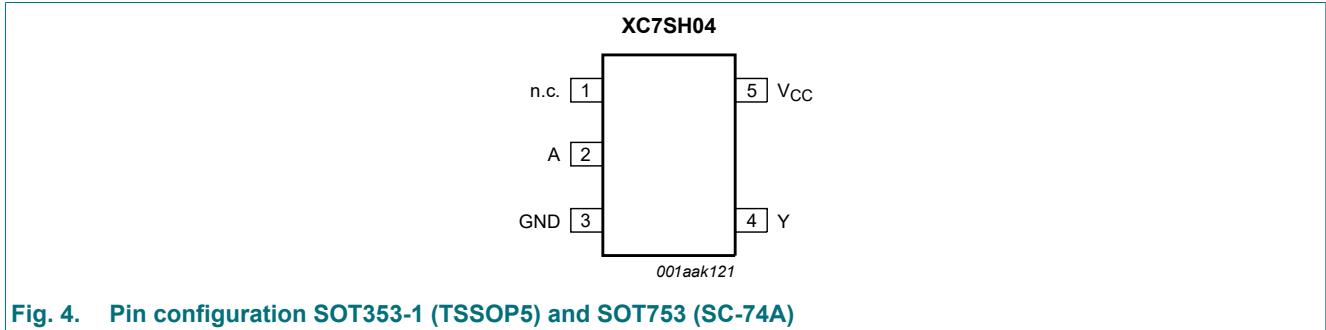 XC7SH04
n.c. 1
5 VCC
A 2
GND 3
4 Y
001aak121
Fig. 4. Pin configuration SOT353-1 (TSSOP5) and SOT753 (SC-74A)